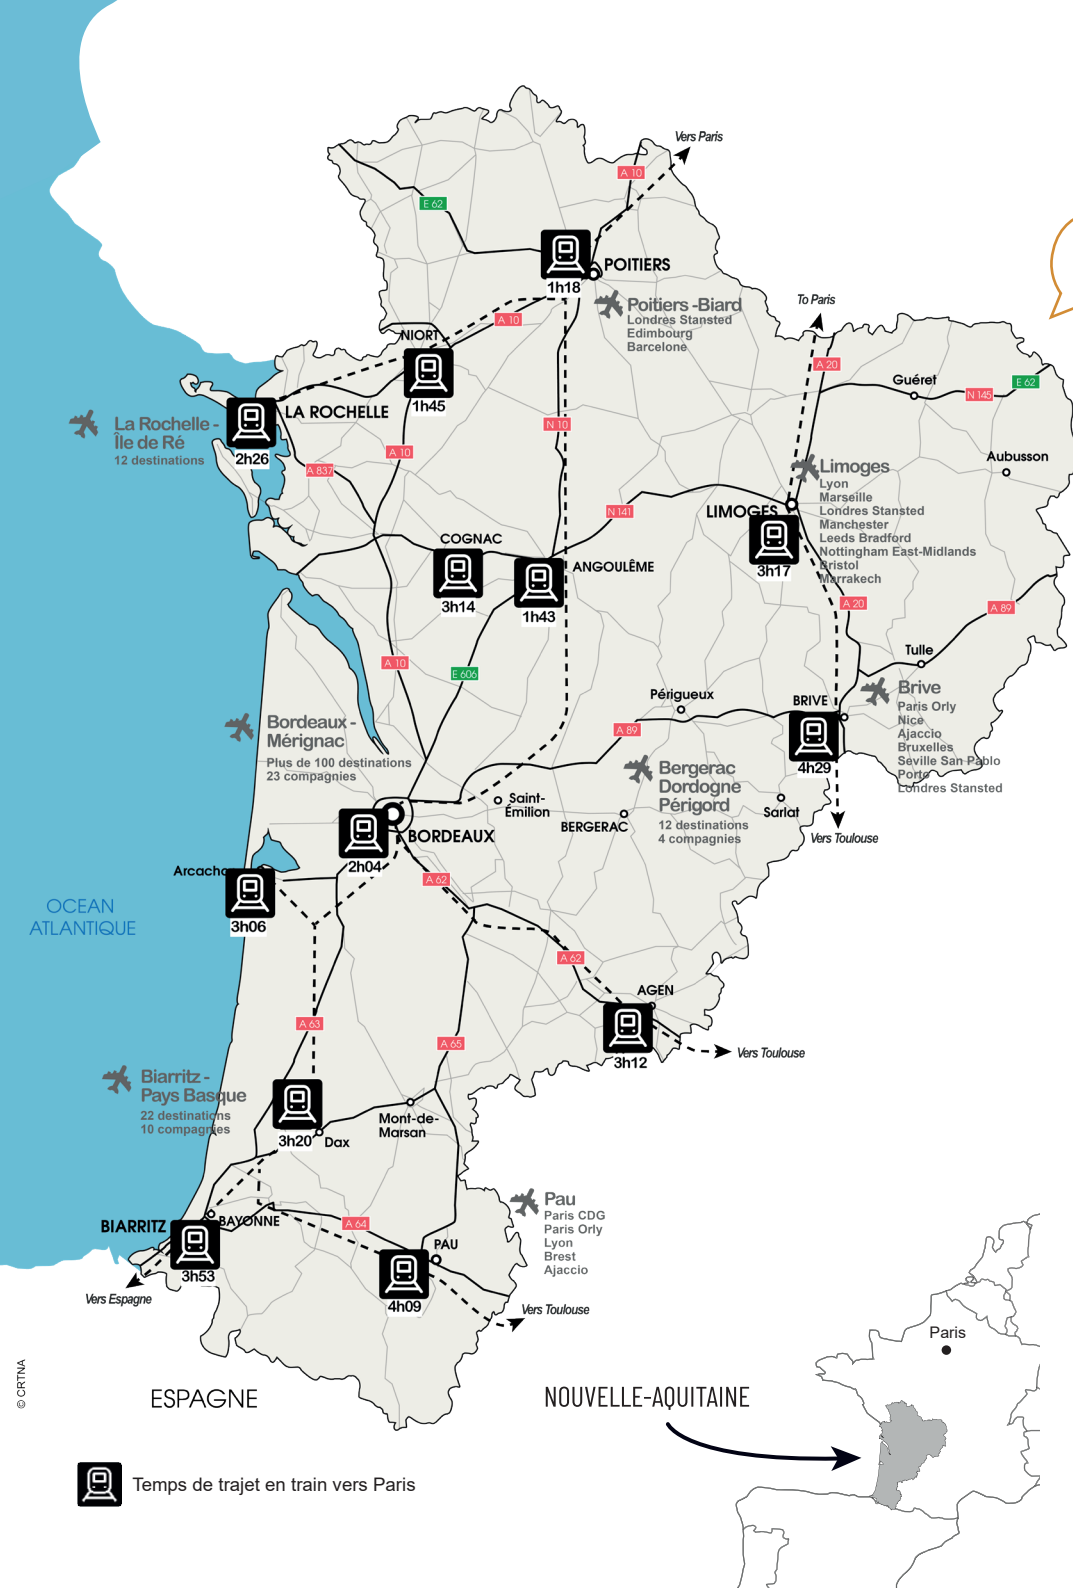 Vers Paris
A 10
E 62
POITIERS
1h18
Poitiers -Biard
Londres Stansted
Edimbourg
Barcelone
To Paris
A 10
NIORT
A 20
Guéret
N 145
E 62
1h45
LA ROCHELLE
La Rochelle -
Île de Ré
12 destinations
2h26
N 10
A 10
A 837
Aubusson
Limoges
Lyon
Marseille
Londres Stansted
Manchester
Leeds Bradford
Nottingham East-Midlands
Bristol
Marrakech
N 141
LIMOGES
3h17
COGNAC
3h14
ANGOULÊME
1h43
A 20
A 89
Tulle
A 10
E 606
Périgueux
BRIVE
4h29
Brive
Paris Orly
Nice
Ajaccio
Bruxelles
Séville San Pablo
Porto
Londres Stansted
Bordeaux -
Mérignac
Plus de 100 destinations
23 compagnies
A 89
Bergerac
Dordogne
Périgord
12 destinations
4 compagnies
Saint-
Émilion
BERGERAC
Sarlat
Vers Toulouse
BORDEAUX
2h04
Arcacho
3h06
A 62
OCEAN
ATLANTIQUE
A 62
AGEN
3h12
Vers Toulouse
A 63
A 65
Biarritz -
Pays Basque
22 destinations
10 compagnies
3h20
Dax
Mont-de-
Marsan
Pau
Paris CDG
Paris Orly
Lyon
Brest
Ajaccio
BIARRITZ
BAYONNE
3h53
A 64
PAU
4h09
Vers Espagne
Vers Toulouse
Paris
ESPAGNE
NOUVELLE-AQUITAINE
© CRTNA
Temps de trajet en train vers Paris